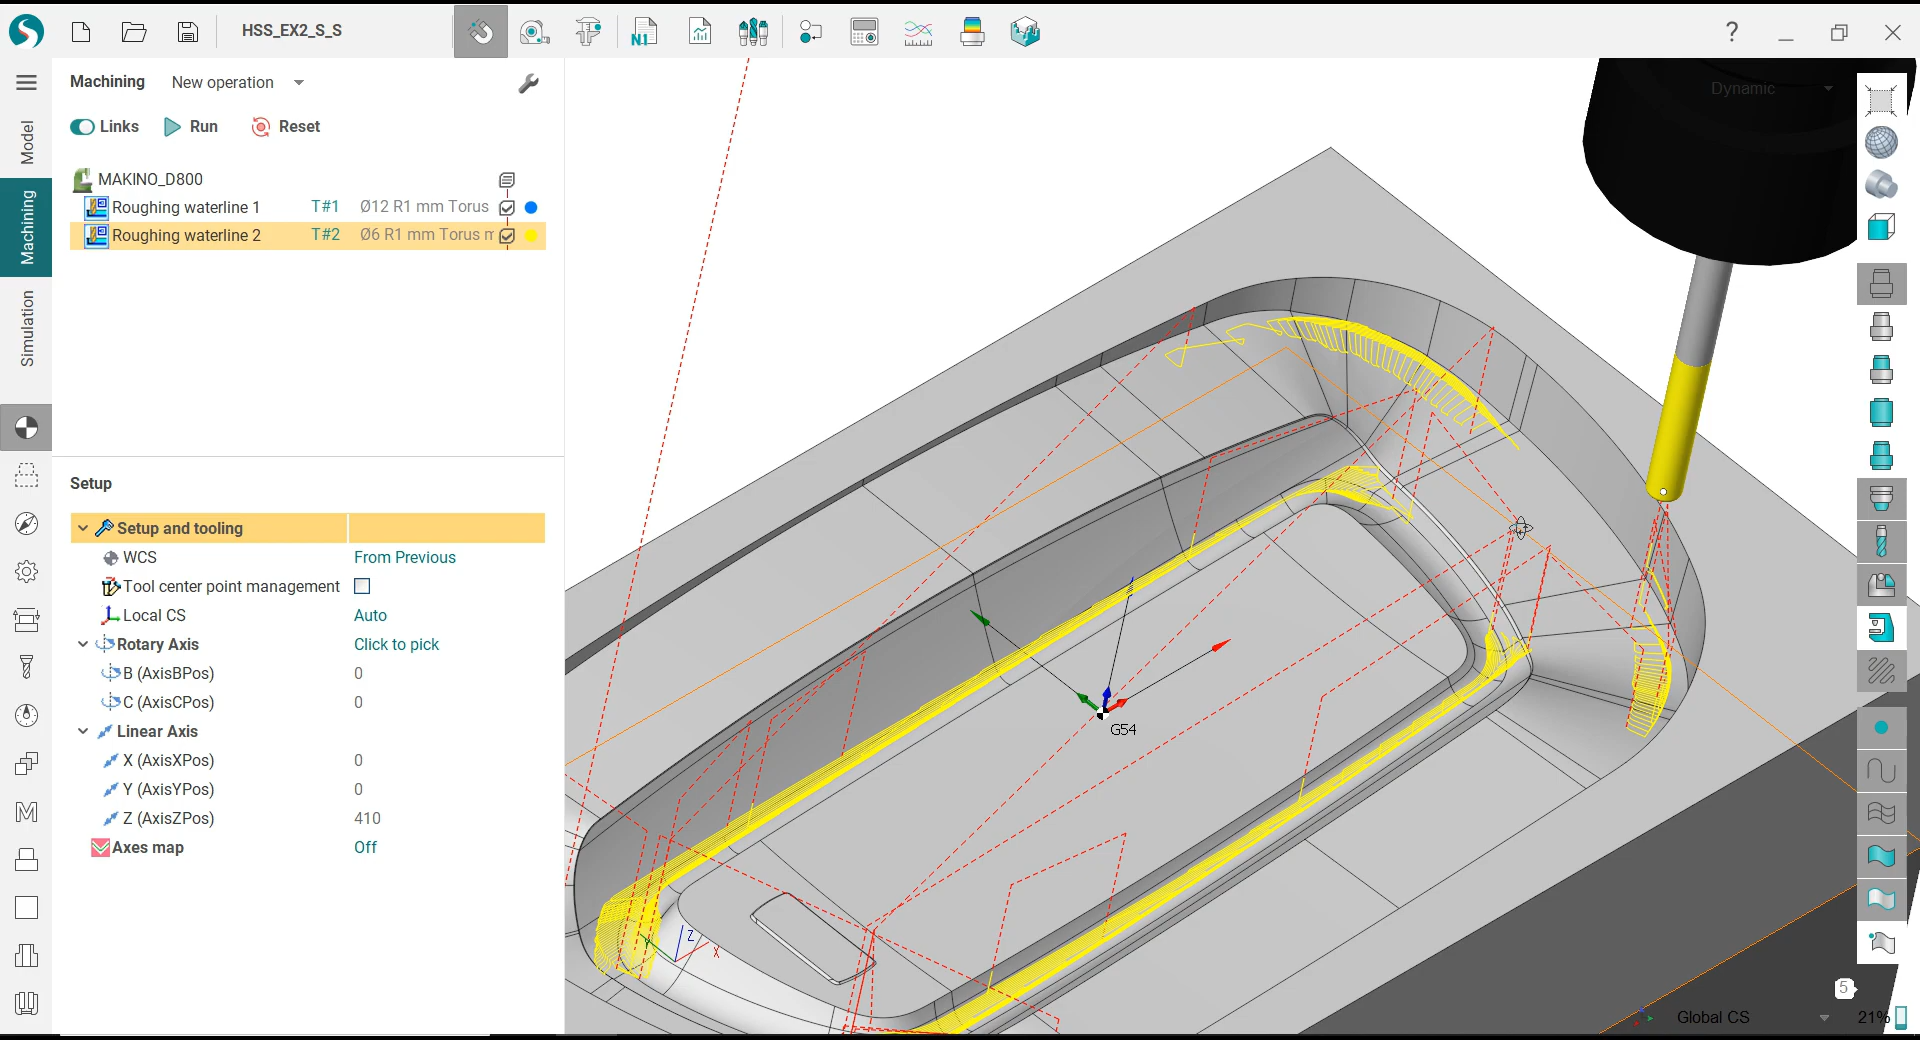 HSS_EX2_S_S
N1
?
Machining New operation
Links Run Reset
Model
Machining
Simulation
MAKINO_D800
Roughing waterline 1 T#1 Ø12 R1 mm Torus
Roughing waterline 2 T#2 Ø6 R1 mm Torus m
Setup
Setup and tooling
WCS From Previous
Tool center point management
Local CS Auto
Rotary Axis Click to pick
B (AxisBPos) 0
C (AxisCPos) 0
Linear Axis
X (AxisXPos) 0
Y (AxisYPos) 0
Z (AxisZPos) 410
Axes map Off
Dynamic
G54
Z
Y
X
5
Global CS 21%